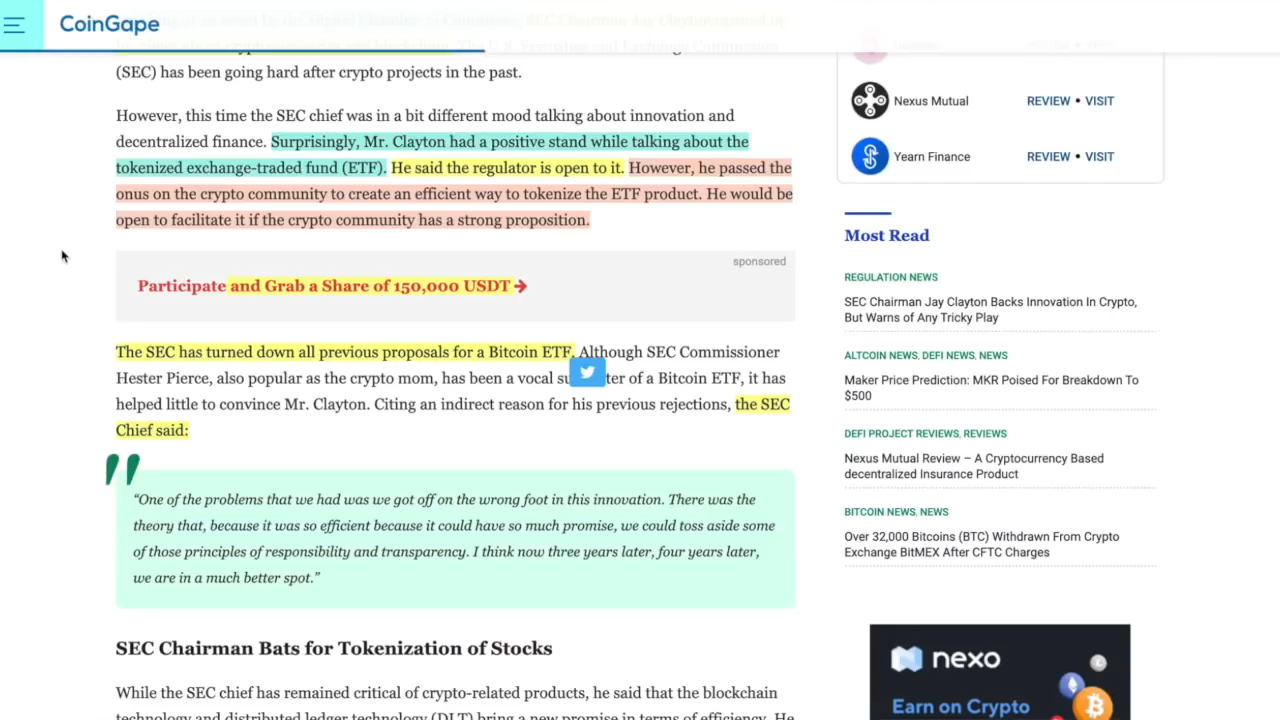 CoinGape
(SEC) has been going hard after crypto projects in the past.
However, this time the SEC chief was in a bit different mood talking about innovation and
decentralized finance. Surprisingly, Mr. Clayton had a positive stand while talking about the
tokenized exchange-traded fund (ETF). He said the regulator is open to it. However, he passed the
onus on the crypto community to create an efficient way to tokenize the ETF product. He would be
open to facilitate it if the crypto community has a strong proposition.
sponsored
Participate and Grab a Share of 150,000 USDT
The SEC has turned down all previous proposals for a Bitcoin ETF. Although SEC Commissioner
Hester Pierce, also popular as the crypto mom, has been a vocal su ter of a Bitcoin ETF, it has
helped little to convince Mr. Clayton. Citing an indirect reason for his previous rejections, the SEC
Chief said:
“One of the problems that we had was we got off on the wrong foot in this innovation. There was the
theory that, because it was so efficient because it could have so much promise, we could toss aside some
of those principles of responsibility and transparency. I think now three years later, four years later,
we are in a much better spot.”
SEC Chairman Bats for Tokenization of Stocks
While the SEC chief has remained critical of crypto-related products, he said that the blockchain
technology and distributed ledger technology (DLT) bring a new promise in terms of efficiency. He
Nexus Mutual REVIEW • VISIT
Yearn Finance REVIEW • VISIT
Most Read
REGULATION NEWS
SEC Chairman Jay Clayton Backs Innovation In Crypto,
But Warns of Any Tricky Play
ALTCOIN NEWS, DEFI NEWS, NEWS
Maker Price Prediction: MKR Poised For Breakdown To
$500
DEFI PROJECT REVIEWS, REVIEWS
Nexus Mutual Review – A Cryptocurrency Based
decentralized Insurance Product
BITCOIN NEWS, NEWS
Over 32,000 Bitcoins (BTC) Withdrawn From Crypto
Exchange BitMEX After CFTC Charges
nexo
Earn on Crypto